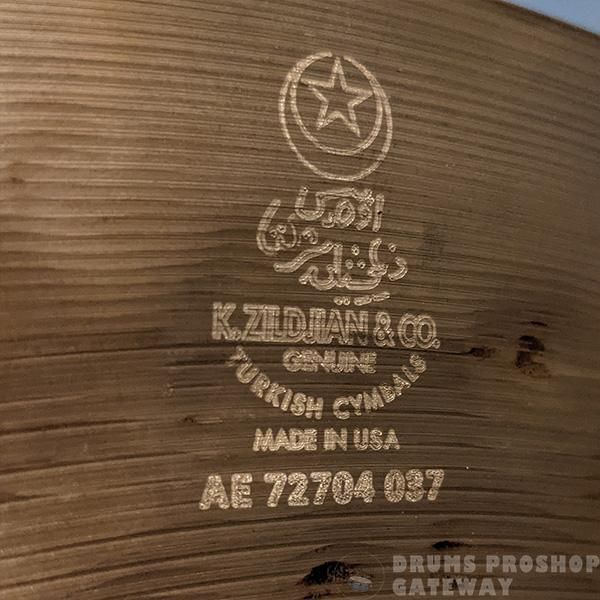 K. ZILDJIAN & CO.
GENUINE
TURKISH CYMBALS
MADE IN USA
AE 72704 037
DRUMS PROSHOP
GATEWAY